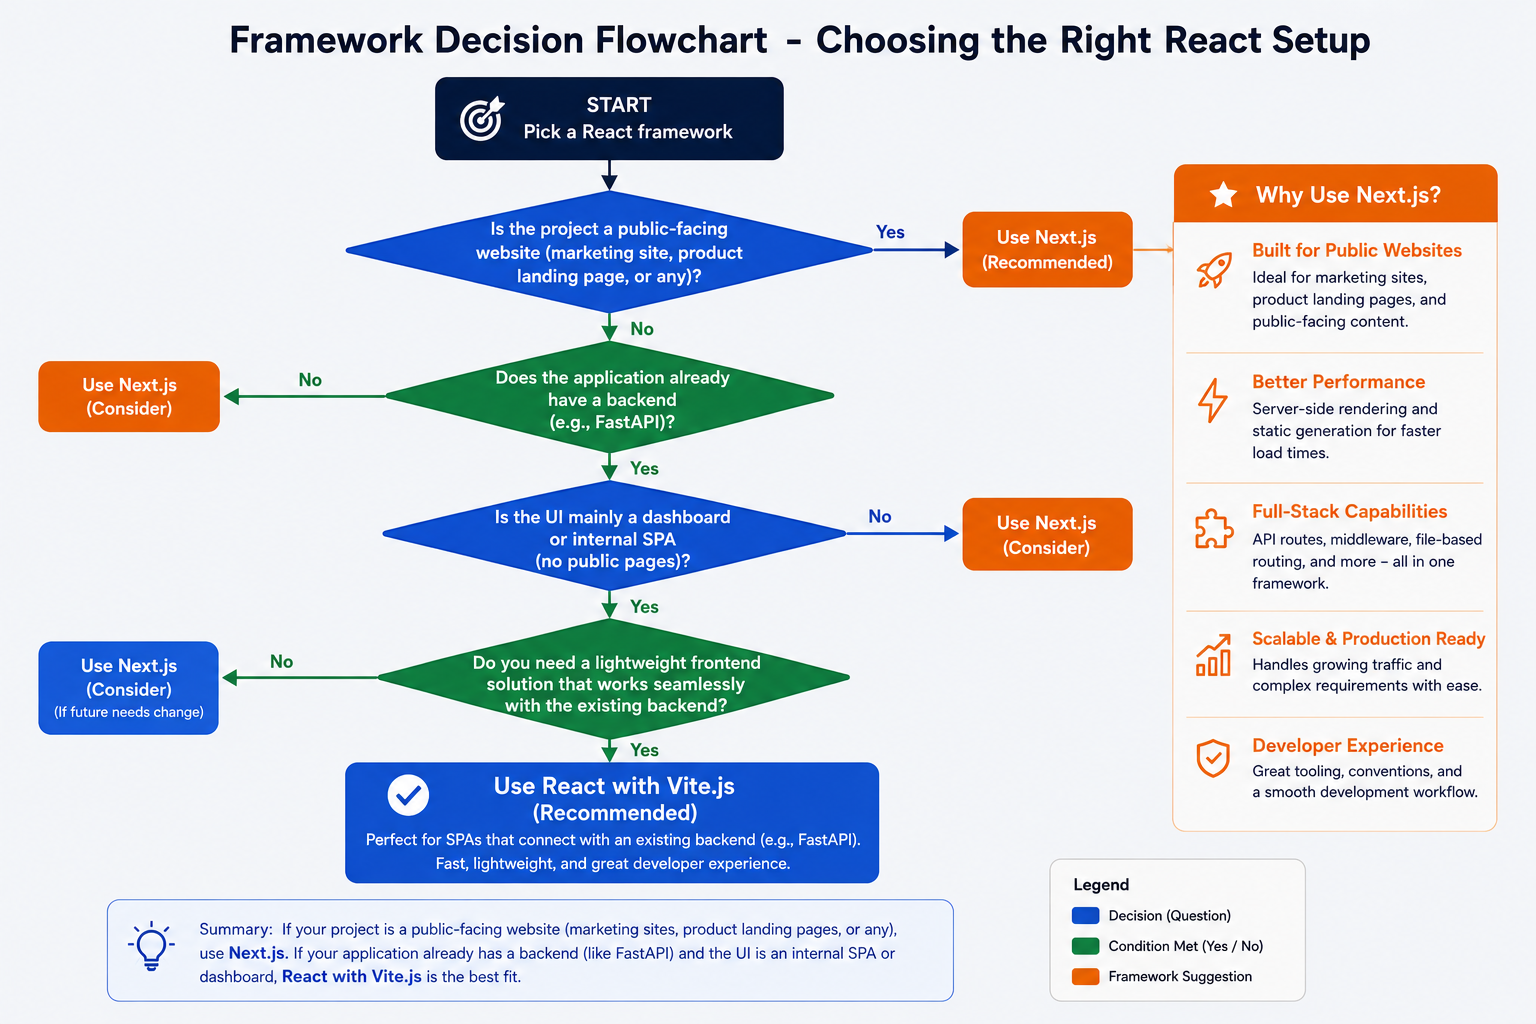 Framework Decision Flowchart - Choosing the Right React Setup
START
Pick a React framework
Is the project a public-facing
website (marketing site, product
landing page, or any)?
Yes
Use Next.js
(Recommended)
No
Does the application already
have a backend
(e.g., FastAPI)?
No
Use Next.js
(Consider)
Yes
Is the UI mainly a dashboard
or internal SPA
(no public pages)?
No
Use Next.js
(Consider)
Yes
Do you need a lightweight frontend
solution that works seamlessly
with the existing backend?
No
Use Next.js
(Consider)
(If future needs change)
Yes
Use React with Vite.js
(Recommended)
Perfect for SPAs that connect with an existing backend (e.g., FastAPI).
Fast, lightweight, and great developer experience.
Summary: If your project is a public-facing website (marketing sites, product landing pages, or any),
use Next.js. If your application already has a backend (like FastAPI) and the UI is an internal SPA or
dashboard, React with Vite.js is the best fit.
Why Use Next.js?
Built for Public Websites
Ideal for marketing sites,
product landing pages, and
public-facing content.
Better Performance
Server-side rendering and
static generation for faster
load times.
Full-Stack Capabilities
API routes, middleware, file-based
routing, and more – all in one
framework.
Scalable & Production Ready
Handles growing traffic and
complex requirements with ease.
Developer Experience
Great tooling, conventions, and
a smooth development workflow.
Legend
Decision (Question)
Condition Met (Yes / No)
Framework Suggestion